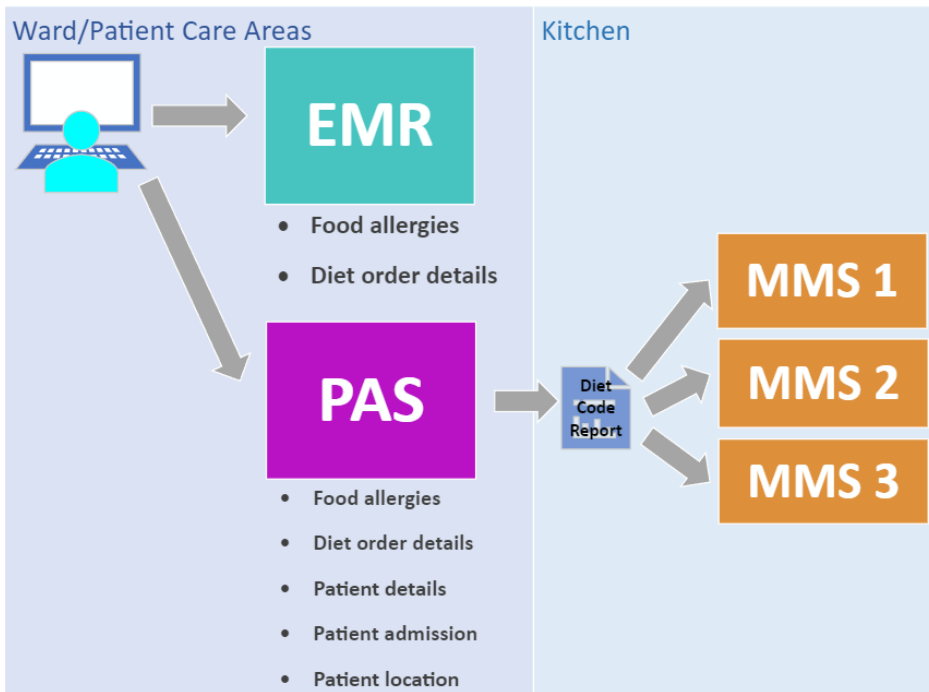 Ward/Patient Care Areas
Kitchen
EMR
• Food allergies
• Diet order details
PAS
• Food allergies
• Diet order details
• Patient details
• Patient admission
• Patient location
Diet
Code
Report
MMS 1
MMS 2
MMS 3